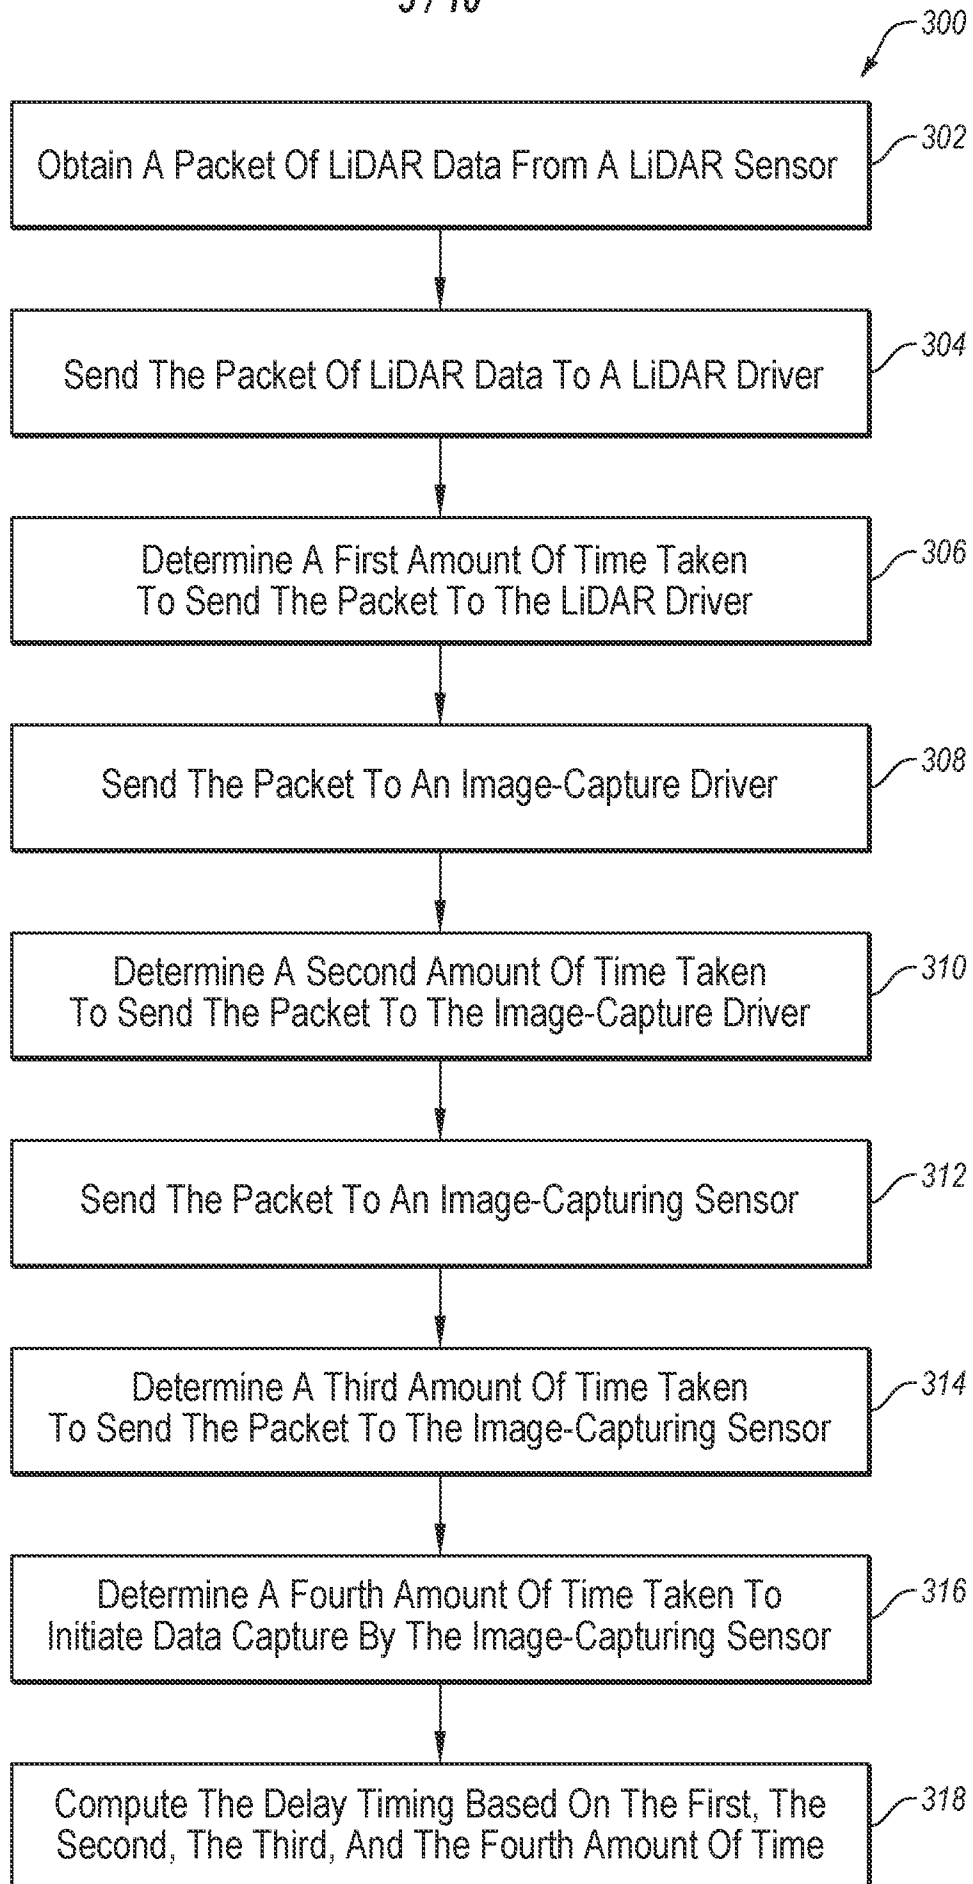 300
302
Obtain A Packet Of LiDAR Data From A LiDAR Sensor
304
Send The Packet Of LiDAR Data To A LiDAR Driver
306
Determine A First Amount Of Time Taken
To Send The Packet To The LiDAR Driver
308
Send The Packet To An Image-Capture Driver
310
Determine A Second Amount Of Time Taken
To Send The Packet To The Image-Capture Driver
312
Send The Packet To An Image-Capturing Sensor
314
Determine A Third Amount Of Time Taken
To Send The Packet To The Image-Capturing Sensor
316
Determine A Fourth Amount Of Time Taken To
Initiate Data Capture By The Image-Capturing Sensor
318
Compute The Delay Timing Based On The First, The
Second, The Third, And The Fourth Amount Of Time